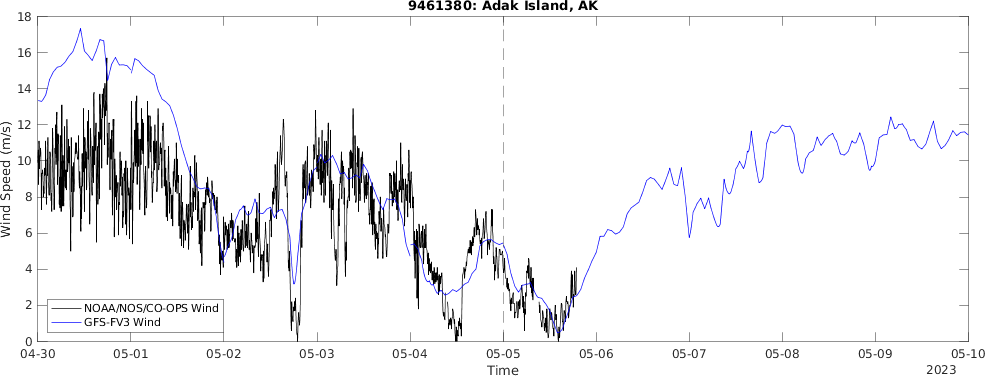 9461380: Adak Island, AK
Wind Speed (m/s)
18
16
14
12
10
8
6
4
2
0
NOAA/NOS/CO-OPS Wind
GFS-FV3 Wind
04-30 05-01 05-02 05-03 05-04 05-05 05-06 05-07 05-08 05-09 05-10
Time
2023